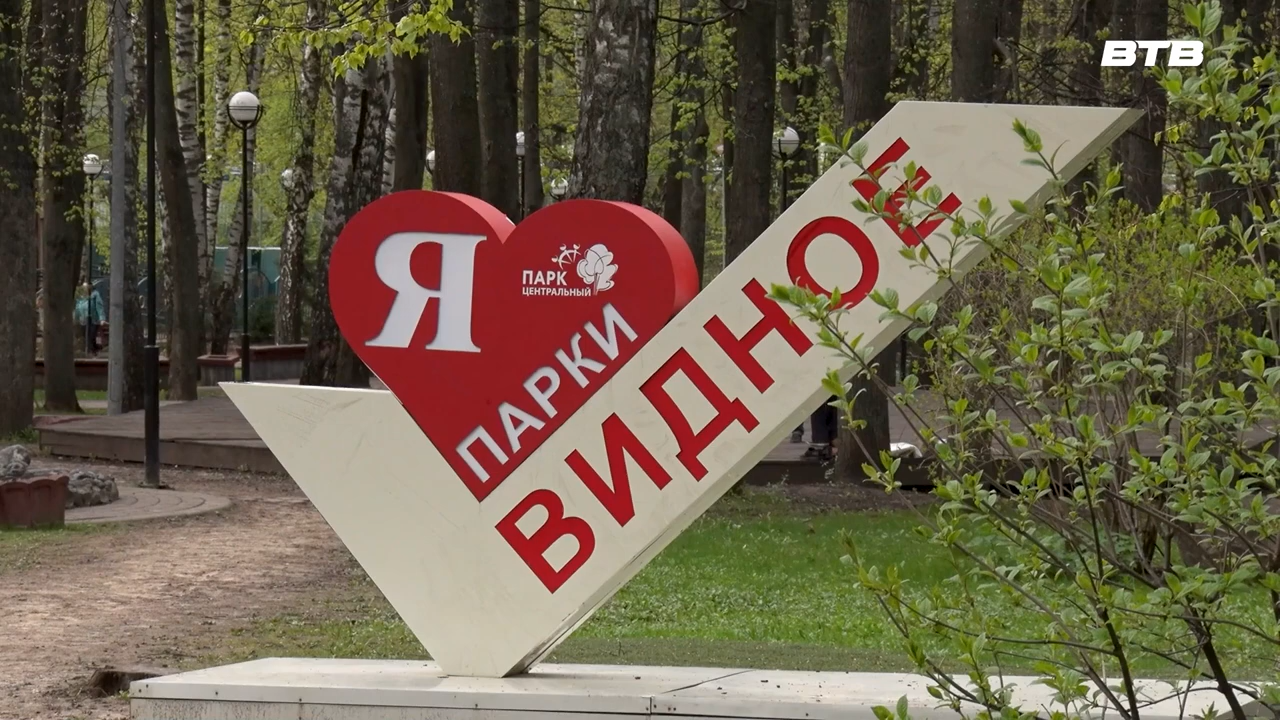 ВТВ
Я
ПАРК
ЦЕНТРАЛЬНЫЙ
ПАРКИ
ВИДНОЕ